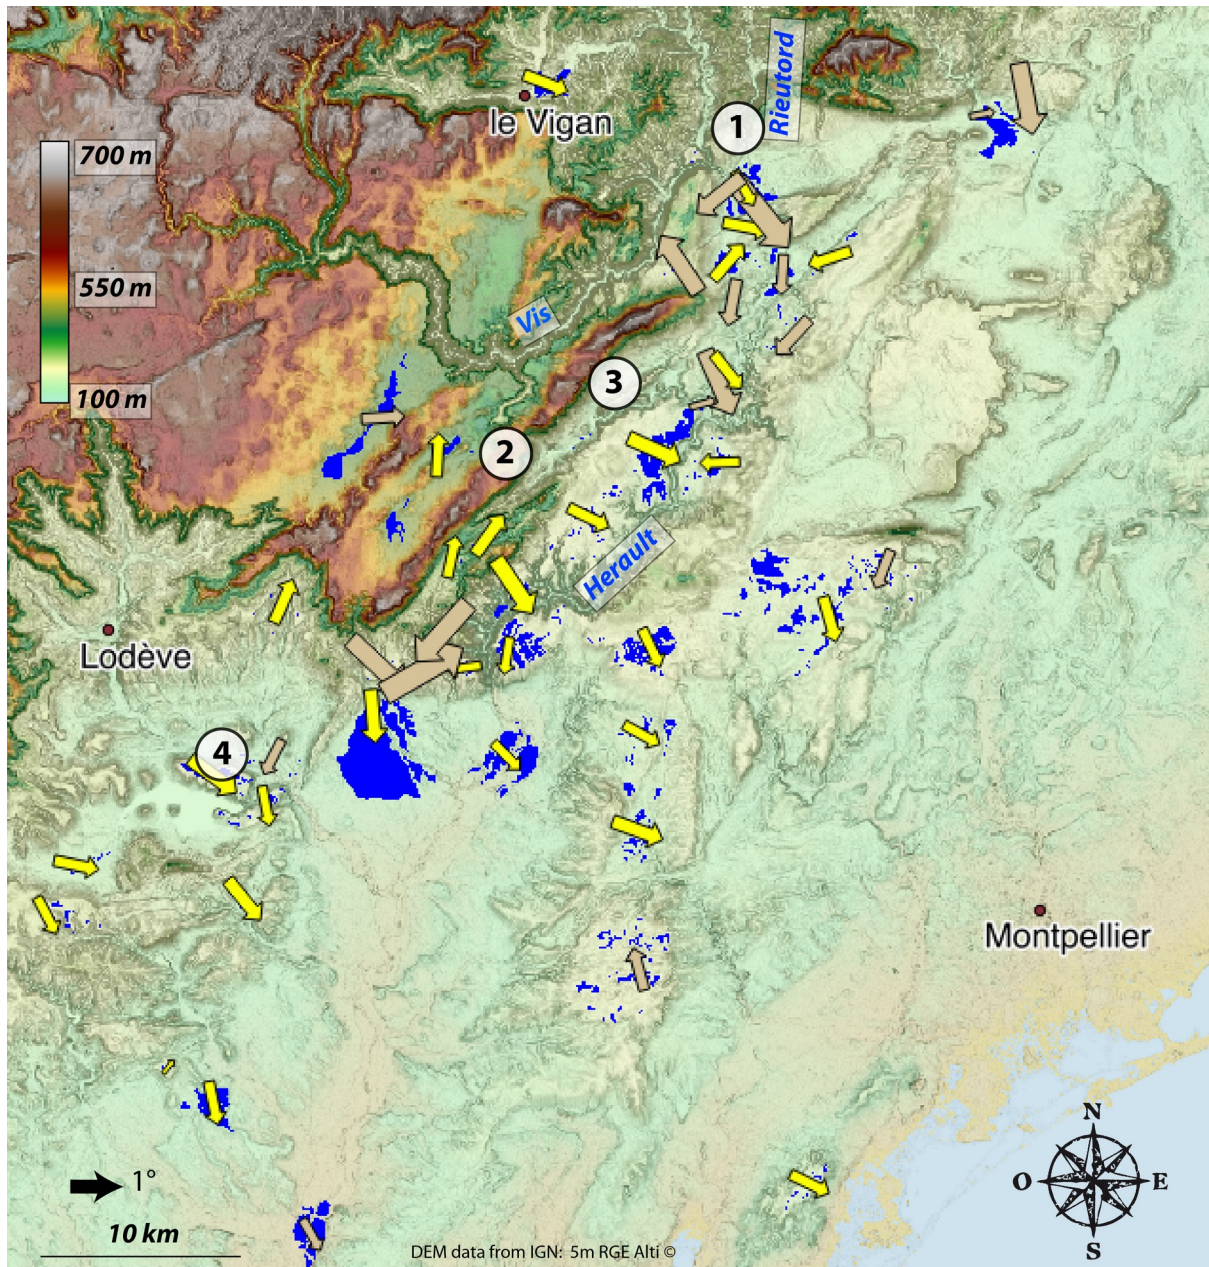 Rieutord
le Vigan
1
700 m
550 m
Vis
100 m
3
2
Herault
Lodève
4
Montpellier
N
O
E
S
1°
10 km
DEM data from IGN: 5m RGE Alti ©